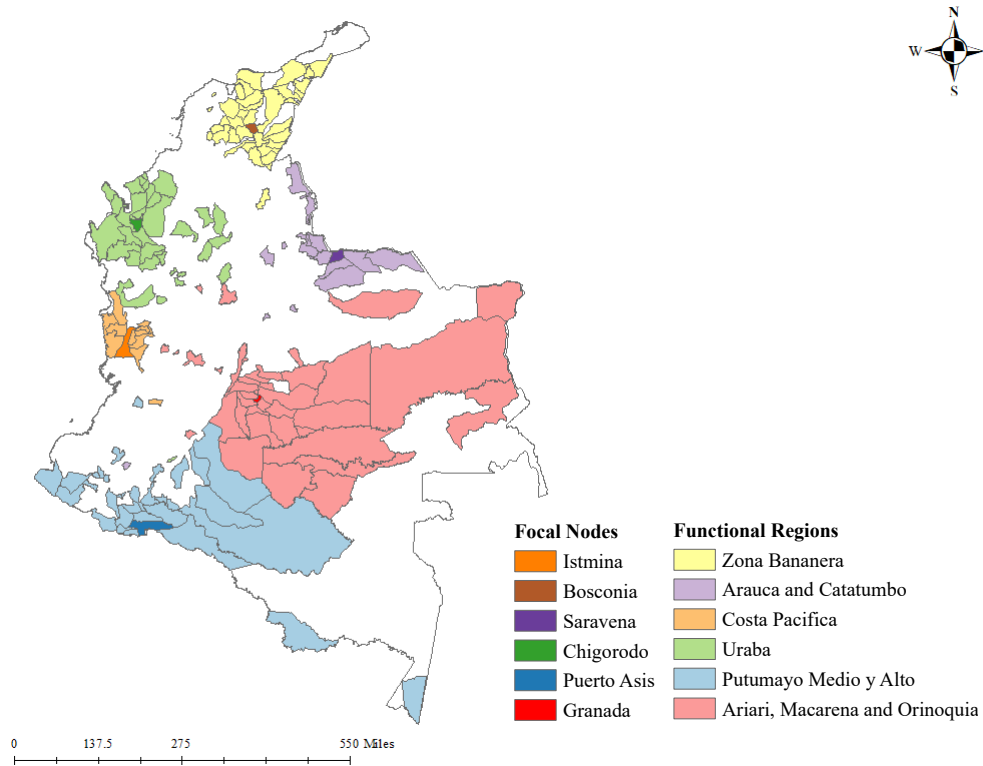 N
W
S
Focal Nodes
Istmina
Bosconia
Saravena
Chigorodo
Puerto Asis
Granada
Functional Regions
Zona Bananera
Arauca and Catatumbo
Costa Pacifica
Uraba
Putumayo Medio y Alto
Ariari, Macarena and Orinoquia
0 137.5 275 550 Miles